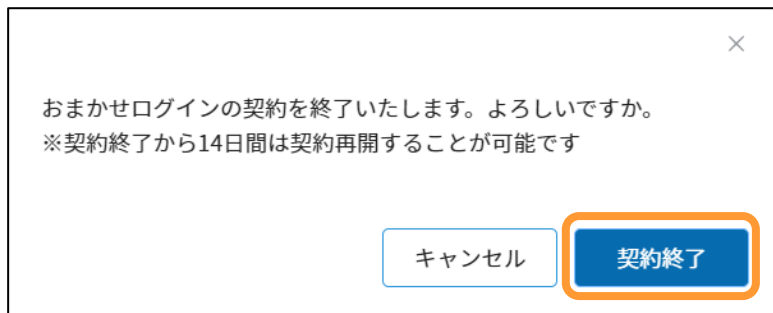 おまかせログインの契約を終了いたします。よろしいですか。
※契約終了から14日間は契約再開することが可能です
キャンセル
契約終了